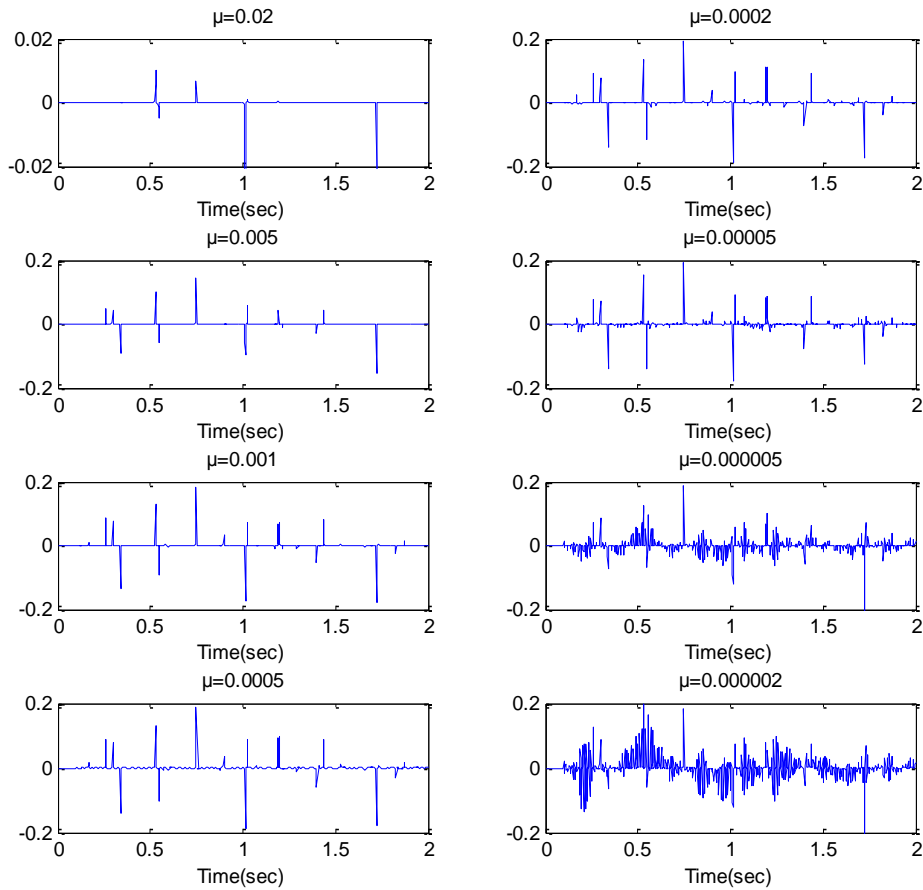 µ=0.02
0.02
0
-0.02
0 0.5 1 1.5 2
Time(sec)
µ=0.005
0.2
0
-0.2
0 0.5 1 1.5 2
Time(sec)
µ=0.001
0.2
0
-0.2
0 0.5 1 1.5 2
Time(sec)
µ=0.0005
0.2
0
-0.2
0 0.5 1 1.5 2
Time(sec)
µ=0.0002
0.2
0
-0.2
0 0.5 1 1.5 2
Time(sec)
µ=0.00005
0.2
0
-0.2
0 0.5 1 1.5 2
Time(sec)
µ=0.000005
0.2
0
-0.2
0 0.5 1 1.5 2
Time(sec)
µ=0.000002
0.2
0
-0.2
0 0.5 1 1.5 2
Time(sec)